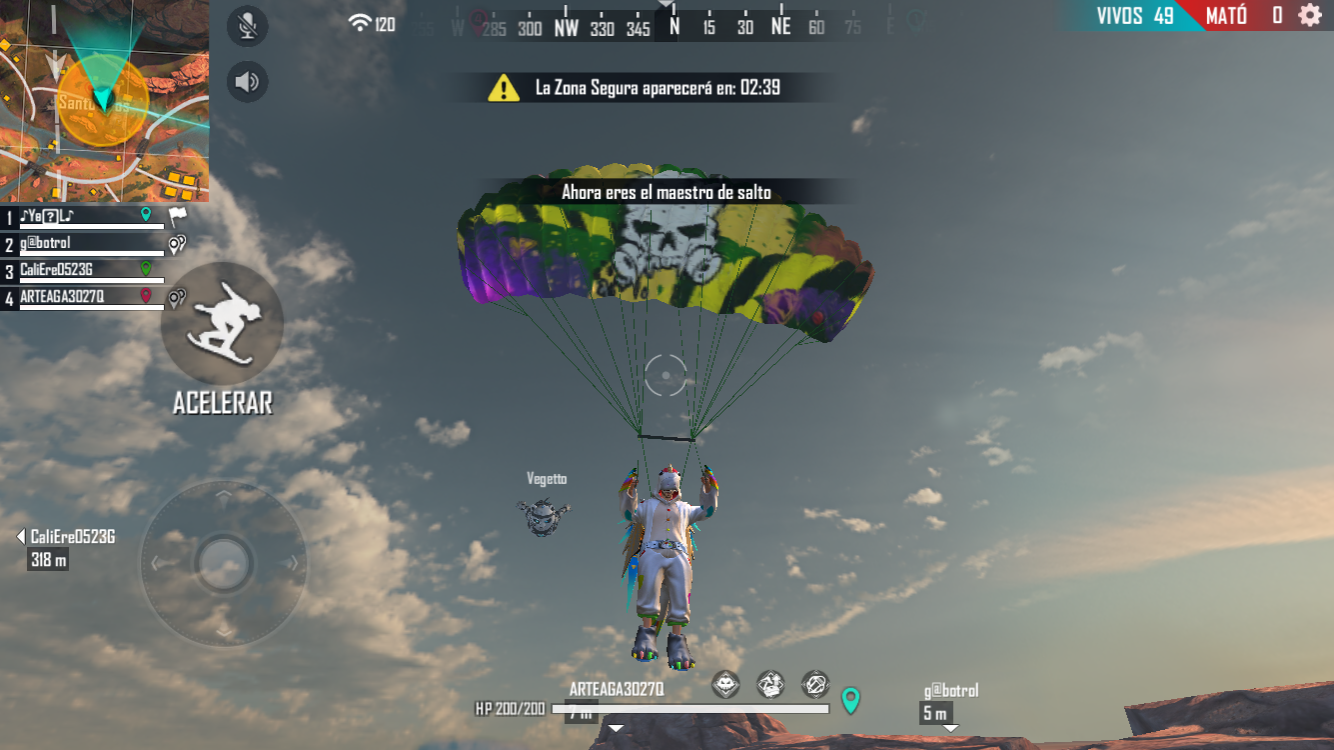 120
W 285 300 NW 330 345 N 15 30 NE 60 75 E
VIVOS 49 MATÓ 0
La Zona Segura aparecerá en: 02:39
Ahora eres el maestro de salto
1 ♪Ya[?]L♪
2 g@botrol
3 CaliEre0523G
4 ARTEAGA3027Q
ACELERAR
Vegetto
CaliEre0523G
318 m
ARTEAGA3027Q
HP 200/200
7 m
g@botrol
5 m